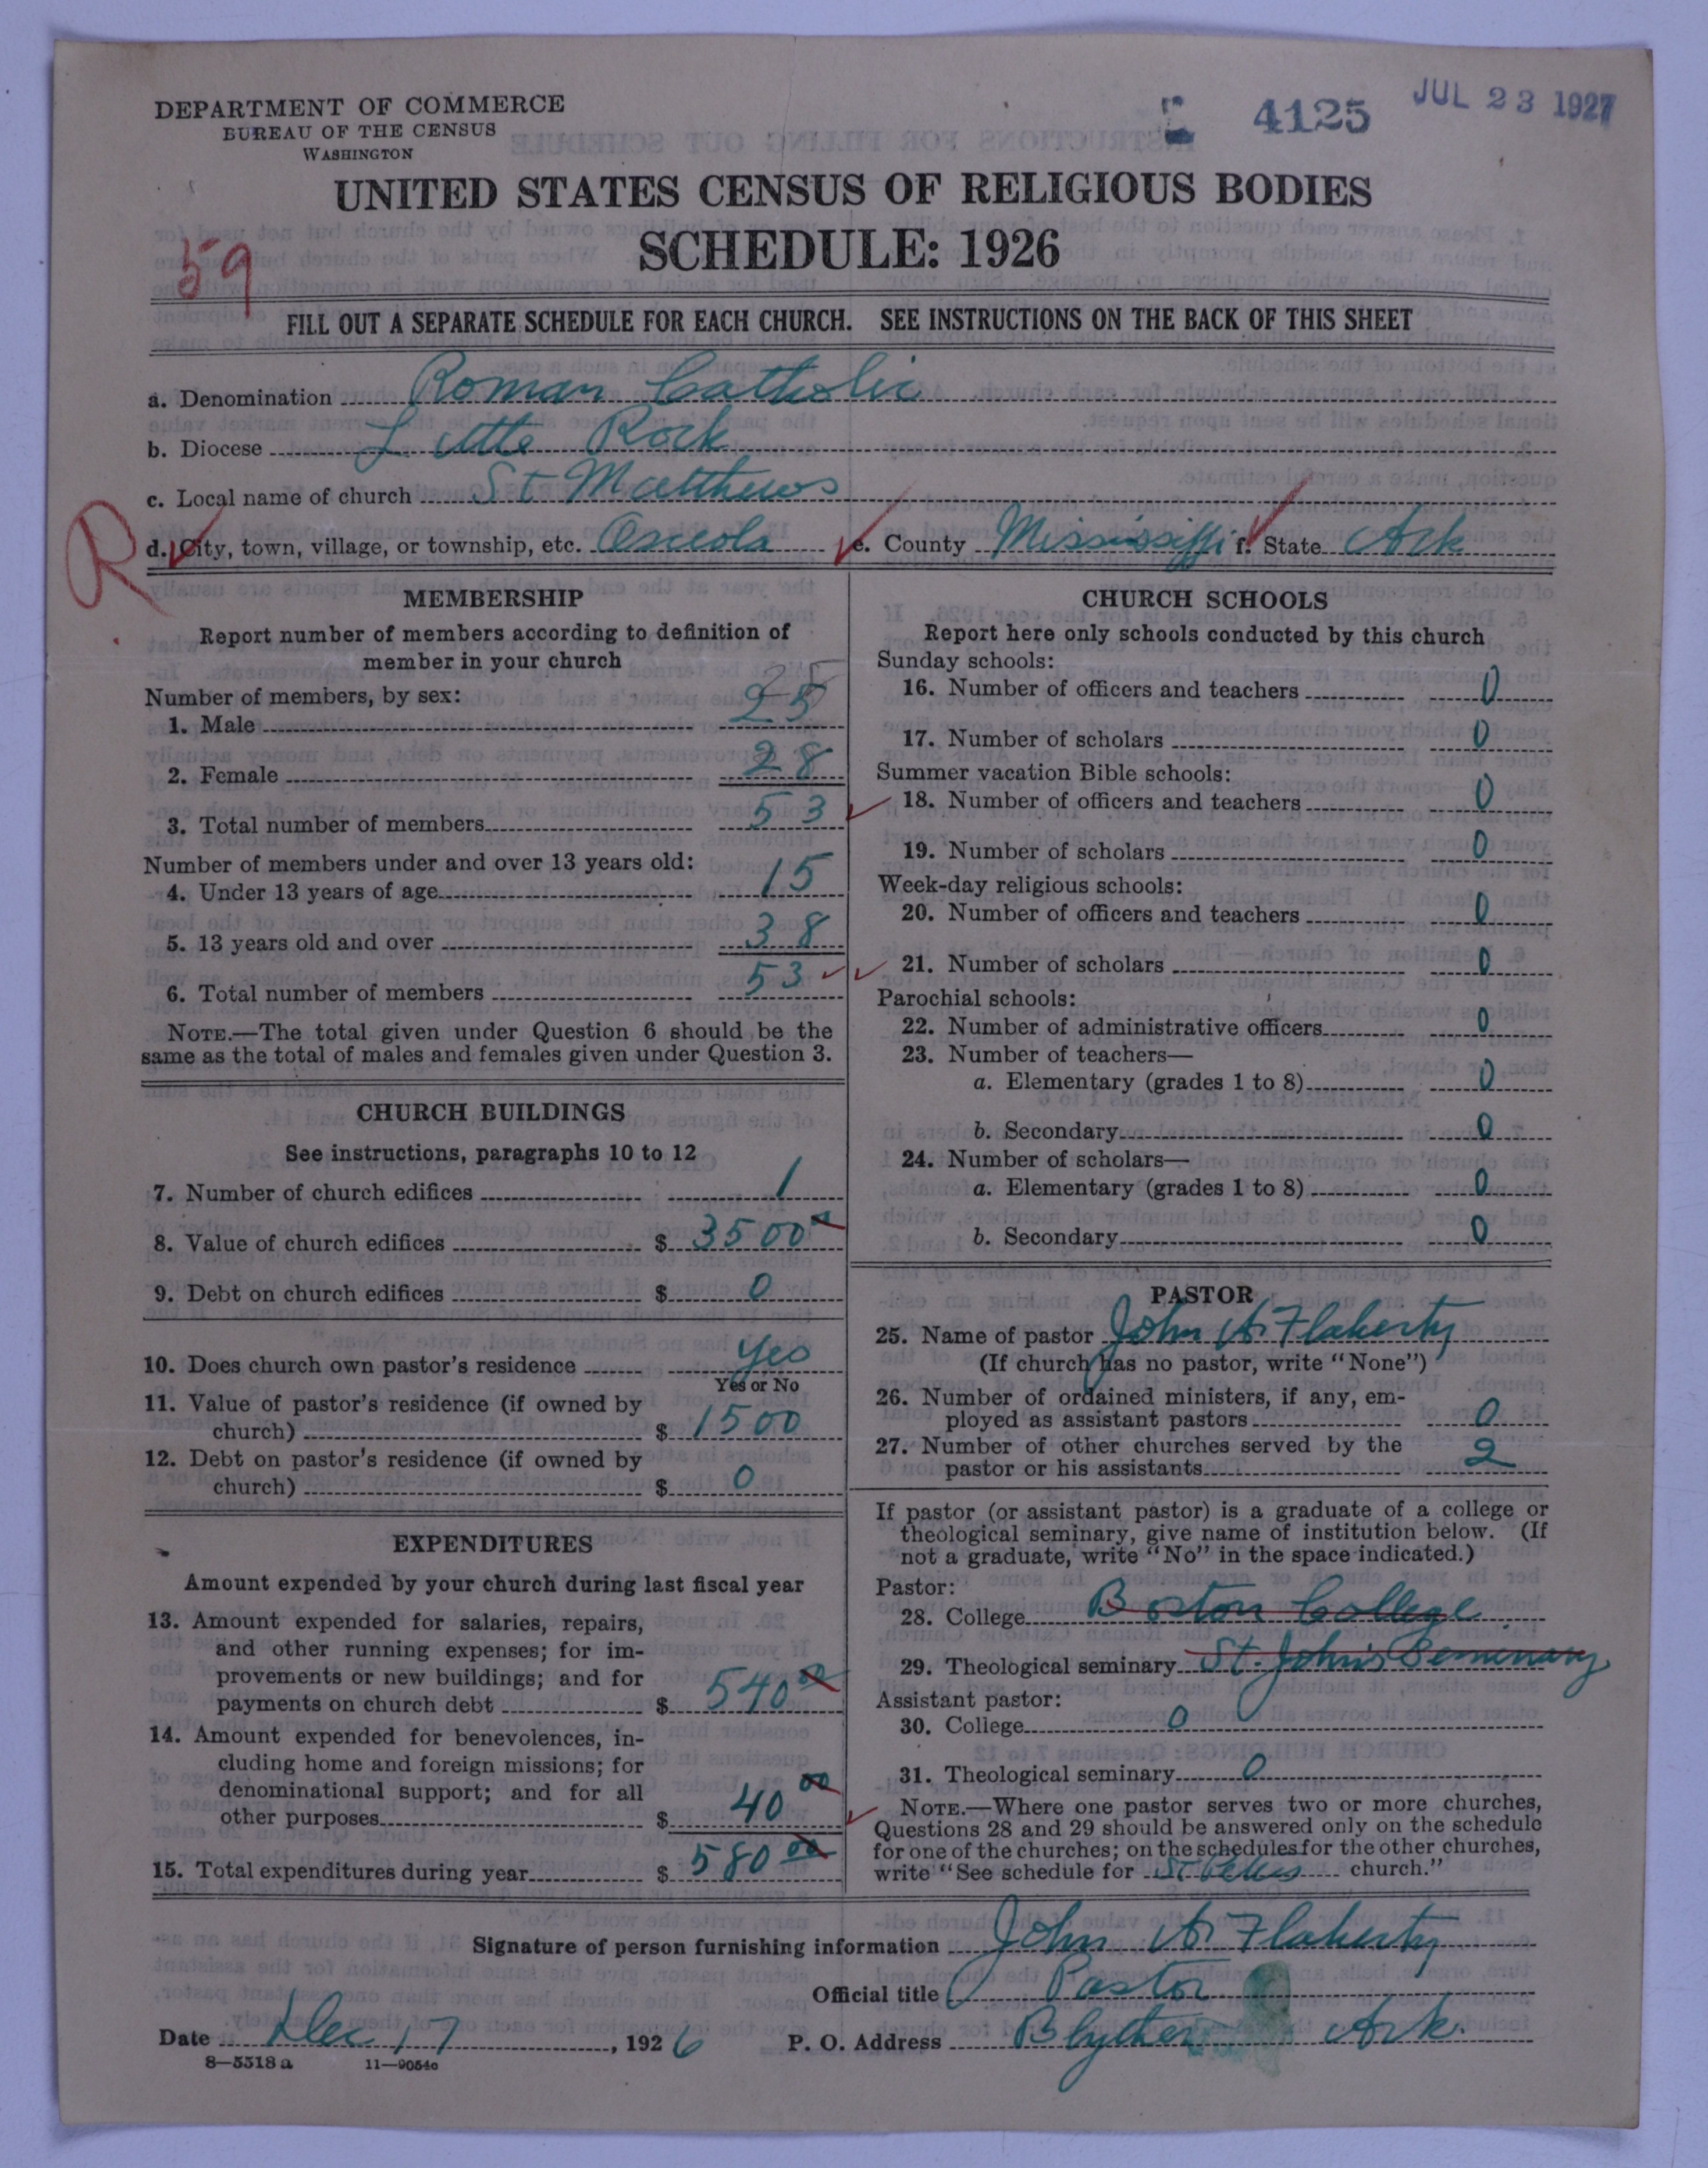 DEPARTMENT OF COMMERCE
BUREAU OF THE CENSUS
WASHINGTON
4125
JUL 23 1927
UNITED STATES CENSUS OF RELIGIOUS BODIES
SCHEDULE: 1926
59
FILL OUT A SEPARATE SCHEDULE FOR EACH CHURCH. SEE INSTRUCTIONS ON THE BACK OF THIS SHEET
a. Denomination Roman Catholic
b. Diocese Little Rock
c. Local name of church St Matthews
R
d. City, town, village, or township, etc. Osceola e. County Mississippi f. State Ark
MEMBERSHIP
Report number of members according to definition of
member in your church
25
Number of members, by sex:
1. Male 25
2. Female 28
3. Total number of members 53
Number of members under and over 13 years old:
4. Under 13 years of age 15
5. 13 years old and over 38
6. Total number of members 53
NOTE.—The total given under Question 6 should be the
same as the total of males and females given under Question 3.
CHURCH BUILDINGS
See instructions, paragraphs 10 to 12
7. Number of church edifices 1
8. Value of church edifices $ 3500 00
9. Debt on church edifices $ 0
10. Does church own pastor's residence Yes
Yes or No
11. Value of pastor's residence (if owned by
church) $ 1500
12. Debt on pastor's residence (if owned by
church) $ 0
EXPENDITURES
Amount expended by your church during last fiscal year
13. Amount expended for salaries, repairs,
and other running expenses; for im-
provements or new buildings; and for
payments on church debt $ 540 00
14. Amount expended for benevolences, in-
cluding home and foreign missions; for
denominational support; and for all
other purposes $ 40 00
15. Total expenditures during year $ 580 00
CHURCH SCHOOLS
Report here only schools conducted by this church
Sunday schools:
16. Number of officers and teachers 0
17. Number of scholars 0
Summer vacation Bible schools:
18. Number of officers and teachers 0
19. Number of scholars 0
Week-day religious schools:
20. Number of officers and teachers 0
21. Number of scholars 0
Parochial schools:
22. Number of administrative officers 0
23. Number of teachers—
a. Elementary (grades 1 to 8) 0
b. Secondary 0
24. Number of scholars—
a. Elementary (grades 1 to 8) 0
b. Secondary 0
PASTOR
25. Name of pastor John A. Flaherty
(If church has no pastor, write "None")
26. Number of ordained ministers, if any, em-
ployed as assistant pastors 0
27. Number of other churches served by the
pastor or his assistants 2
If pastor (or assistant pastor) is a graduate of a college or
theological seminary, give name of institution below. (If
not a graduate, write "No" in the space indicated.)
Pastor:
28. College Boston College
29. Theological seminary St. John's Seminary
Assistant pastor:
30. College 0
31. Theological seminary 0
NOTE.—Where one pastor serves two or more churches,
Questions 28 and 29 should be answered only on the schedule
for one of the churches; on the schedules for the other churches,
write "See schedule for St. church."
Signature of person furnishing information John A. Flaherty
Official title Pastor
Date Dec 17, 1926 P. O. Address Ark.
8—5518a 11—9054c